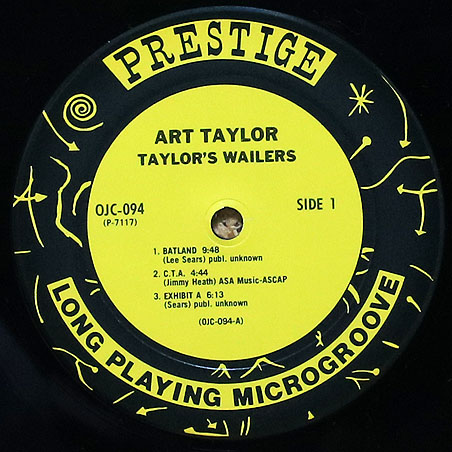 PRESTIGE
ART TAYLOR
TAYLOR'S WAILERS
OJC-094
(P-7117)
SIDE 1
1. BATLAND 9:48
(Lee Sears) publ. unknown
2. C.T.A. 4:44
(Jimmy Heath) ASA Music-ASCAP
3. EXHIBIT A 6:13
(Sears) publ. unknown
(OJC-094-A)
LONG PLAYING MICROGROOVE